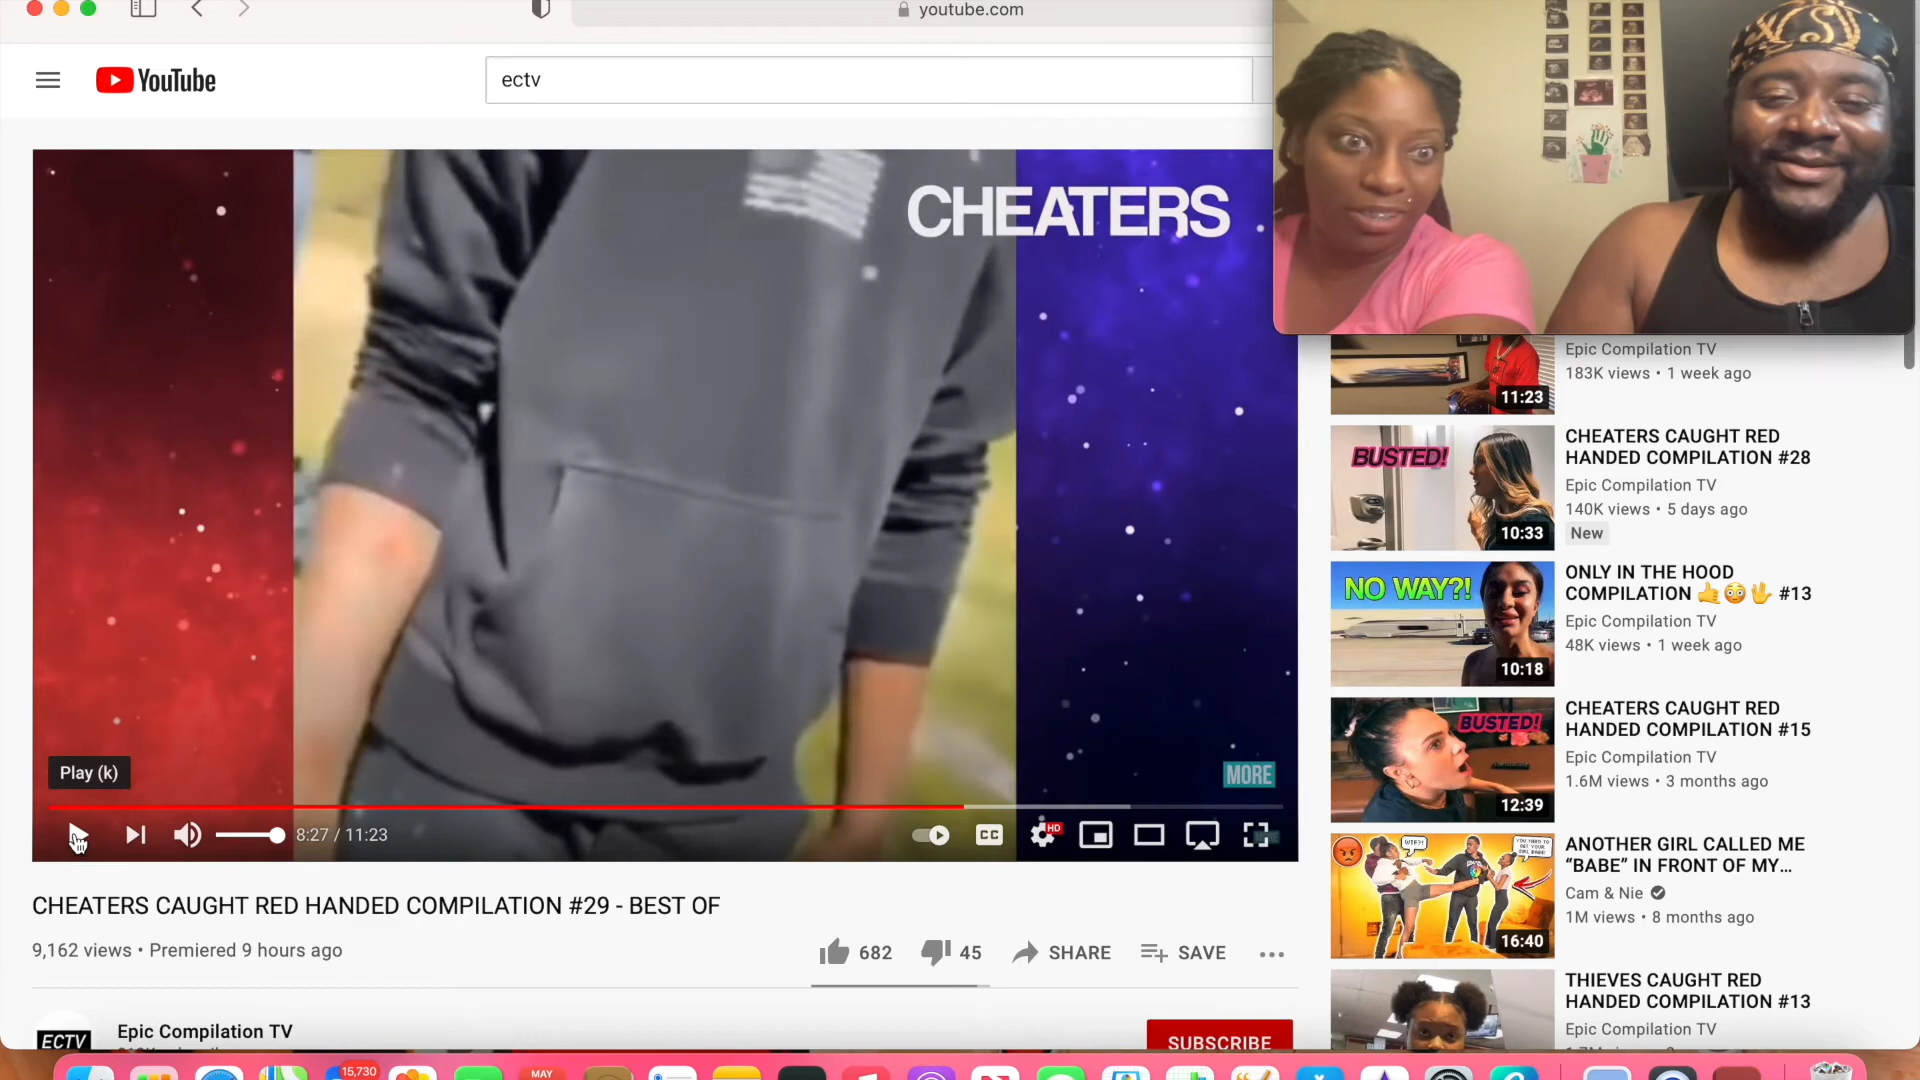 youtube.com
YouTube
ectv
CHEATERS
MORE
Play (k)
8:27 / 11:23
CC
HD
CHEATERS CAUGHT RED HANDED COMPILATION #29 - BEST OF
9,162 views • Premiered 9 hours ago
682
45
SHARE
SAVE
ECTV
Epic Compilation TV
SUBSCRIBE
Epic Compilation TV
183K views • 1 week ago
11:23
BUSTED!
10:33
CHEATERS CAUGHT RED
HANDED COMPILATION #28
Epic Compilation TV
140K views • 5 days ago
New
NO WAY?!
10:18
ONLY IN THE HOOD
COMPILATION 🤙😳🖖 #13
Epic Compilation TV
48K views • 1 week ago
BUSTED!
12:39
CHEATERS CAUGHT RED
HANDED COMPILATION #15
Epic Compilation TV
1.6M views • 3 months ago
WTF?!
16:40
ANOTHER GIRL CALLED ME
“BABE” IN FRONT OF MY...
Cam & Nie
1M views • 8 months ago
THIEVES CAUGHT RED
HANDED COMPILATION #13
Epic Compilation TV
15,730
MAY